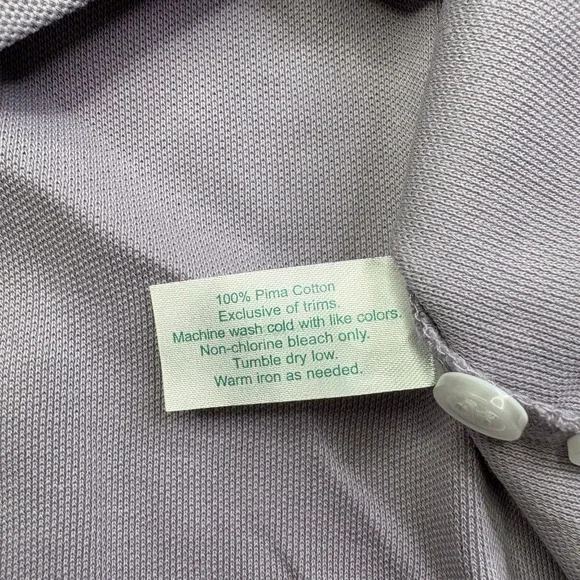 100% Pima Cotton
Exclusive of trims.
Machine wash cold with like colors.
Non-chlorine bleach only.
Tumble dry low.
Warm iron as needed.